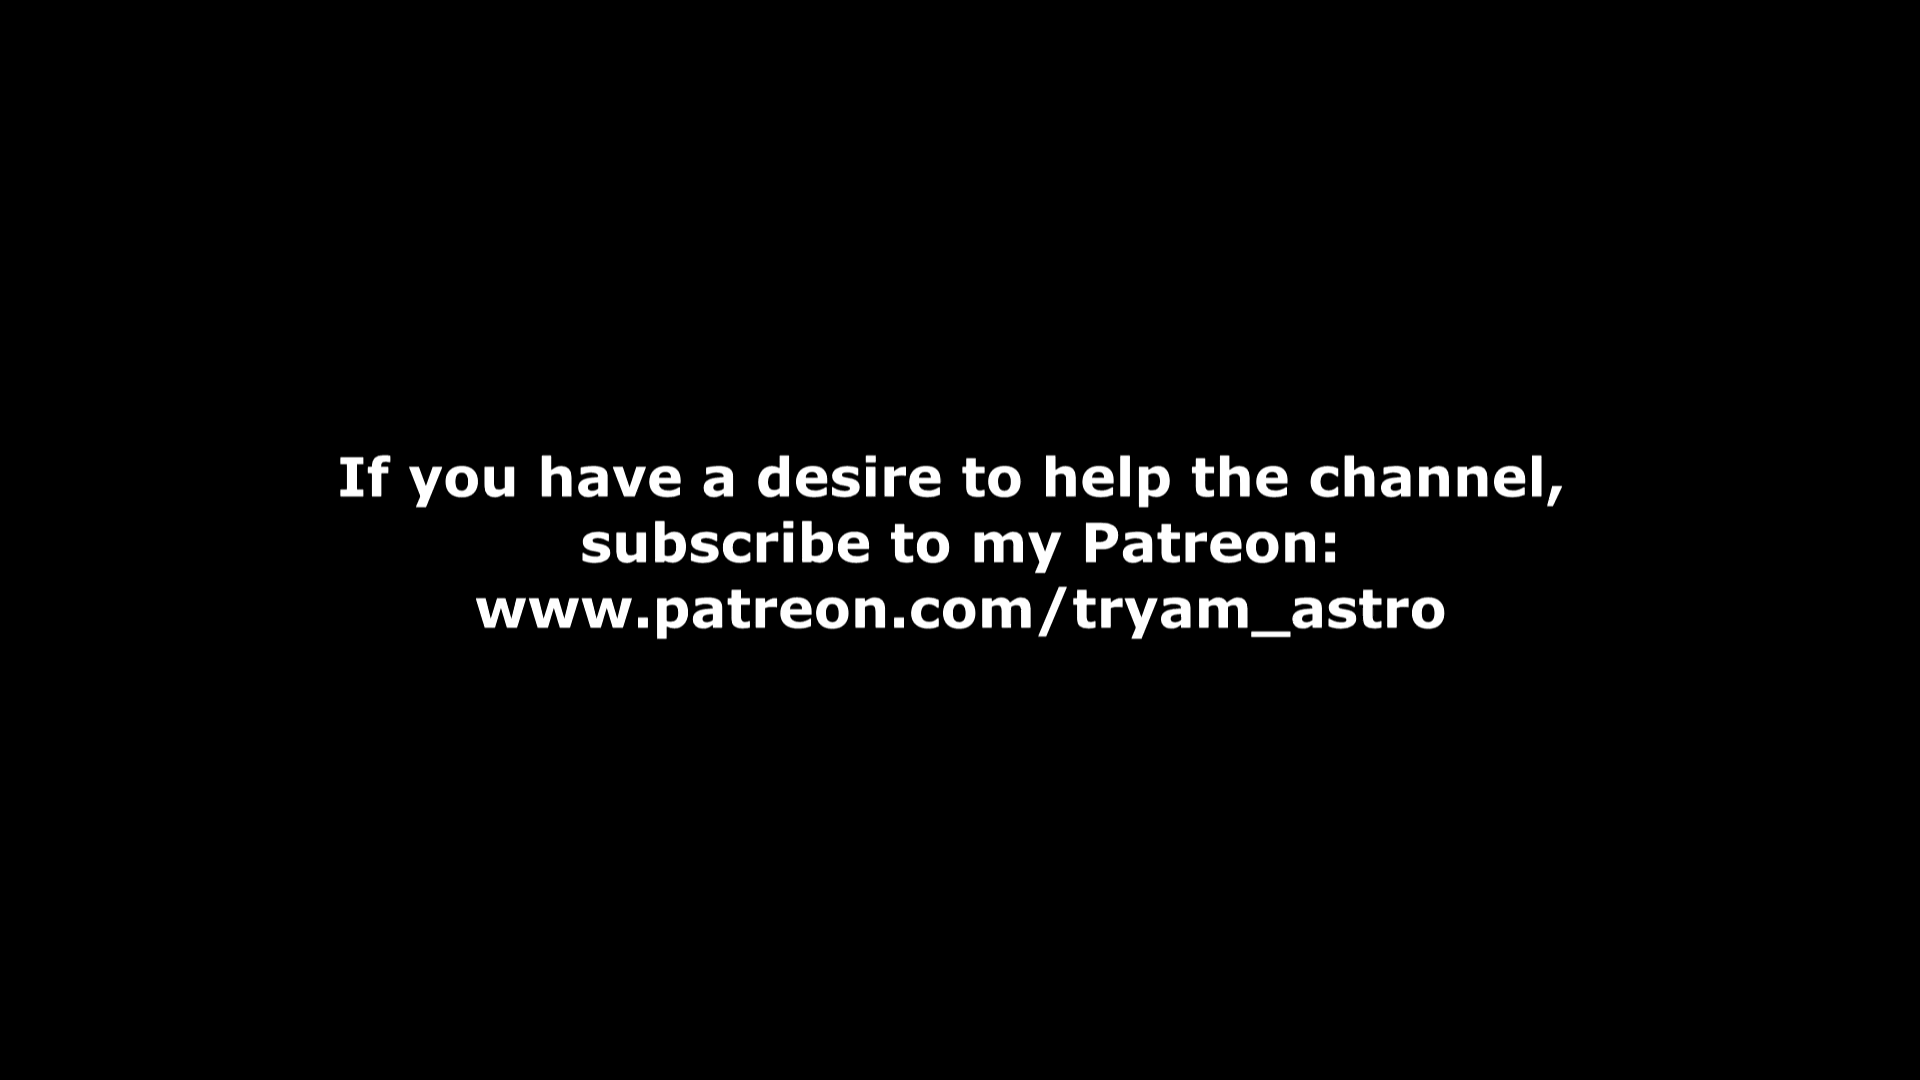 If you have a desire to help the channel,
subscribe to my Patreon:
www.patreon.com/tryam_astro